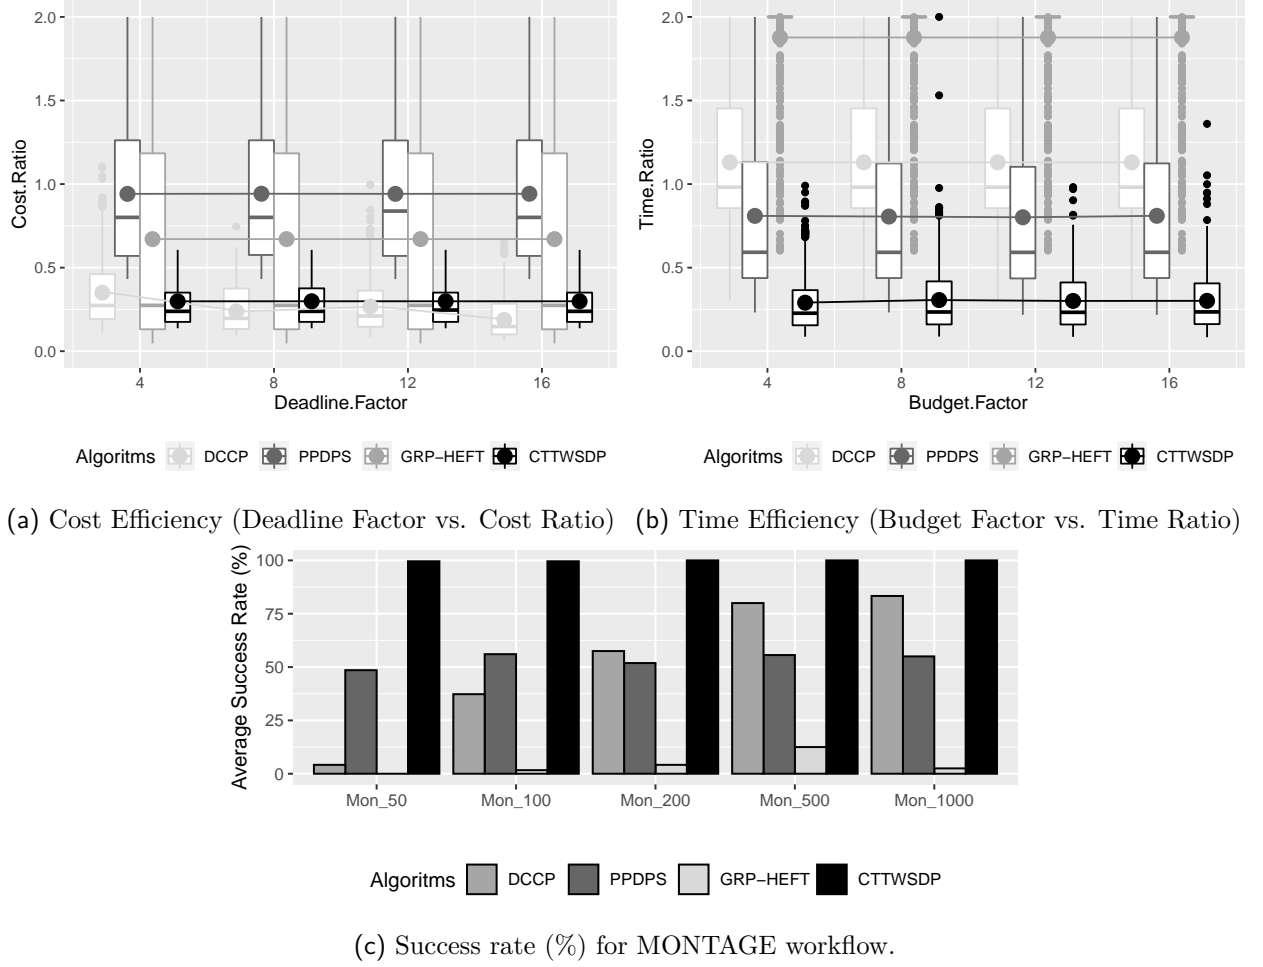 2.0
1.5
1.0
0.5
0.0
Cost.Ratio
4 8 12 16
Deadline.Factor
Algoritms DCCP PPDPS GRP−HEFT CTTWSDP
(a) Cost Efficiency (Deadline Factor vs. Cost Ratio)
2.0
1.5
1.0
0.5
0.0
Time.Ratio
4 8 12 16
Budget.Factor
Algoritms DCCP PPDPS GRP−HEFT CTTWSDP
(b) Time Efficiency (Budget Factor vs. Time Ratio)
100
75
50
25
0
Average Success Rate (%)
Mon_50 Mon_100 Mon_200 Mon_500 Mon_1000
Algoritms DCCP PPDPS GRP−HEFT CTTWSDP
(c) Success rate (%) for MONTAGE workflow.